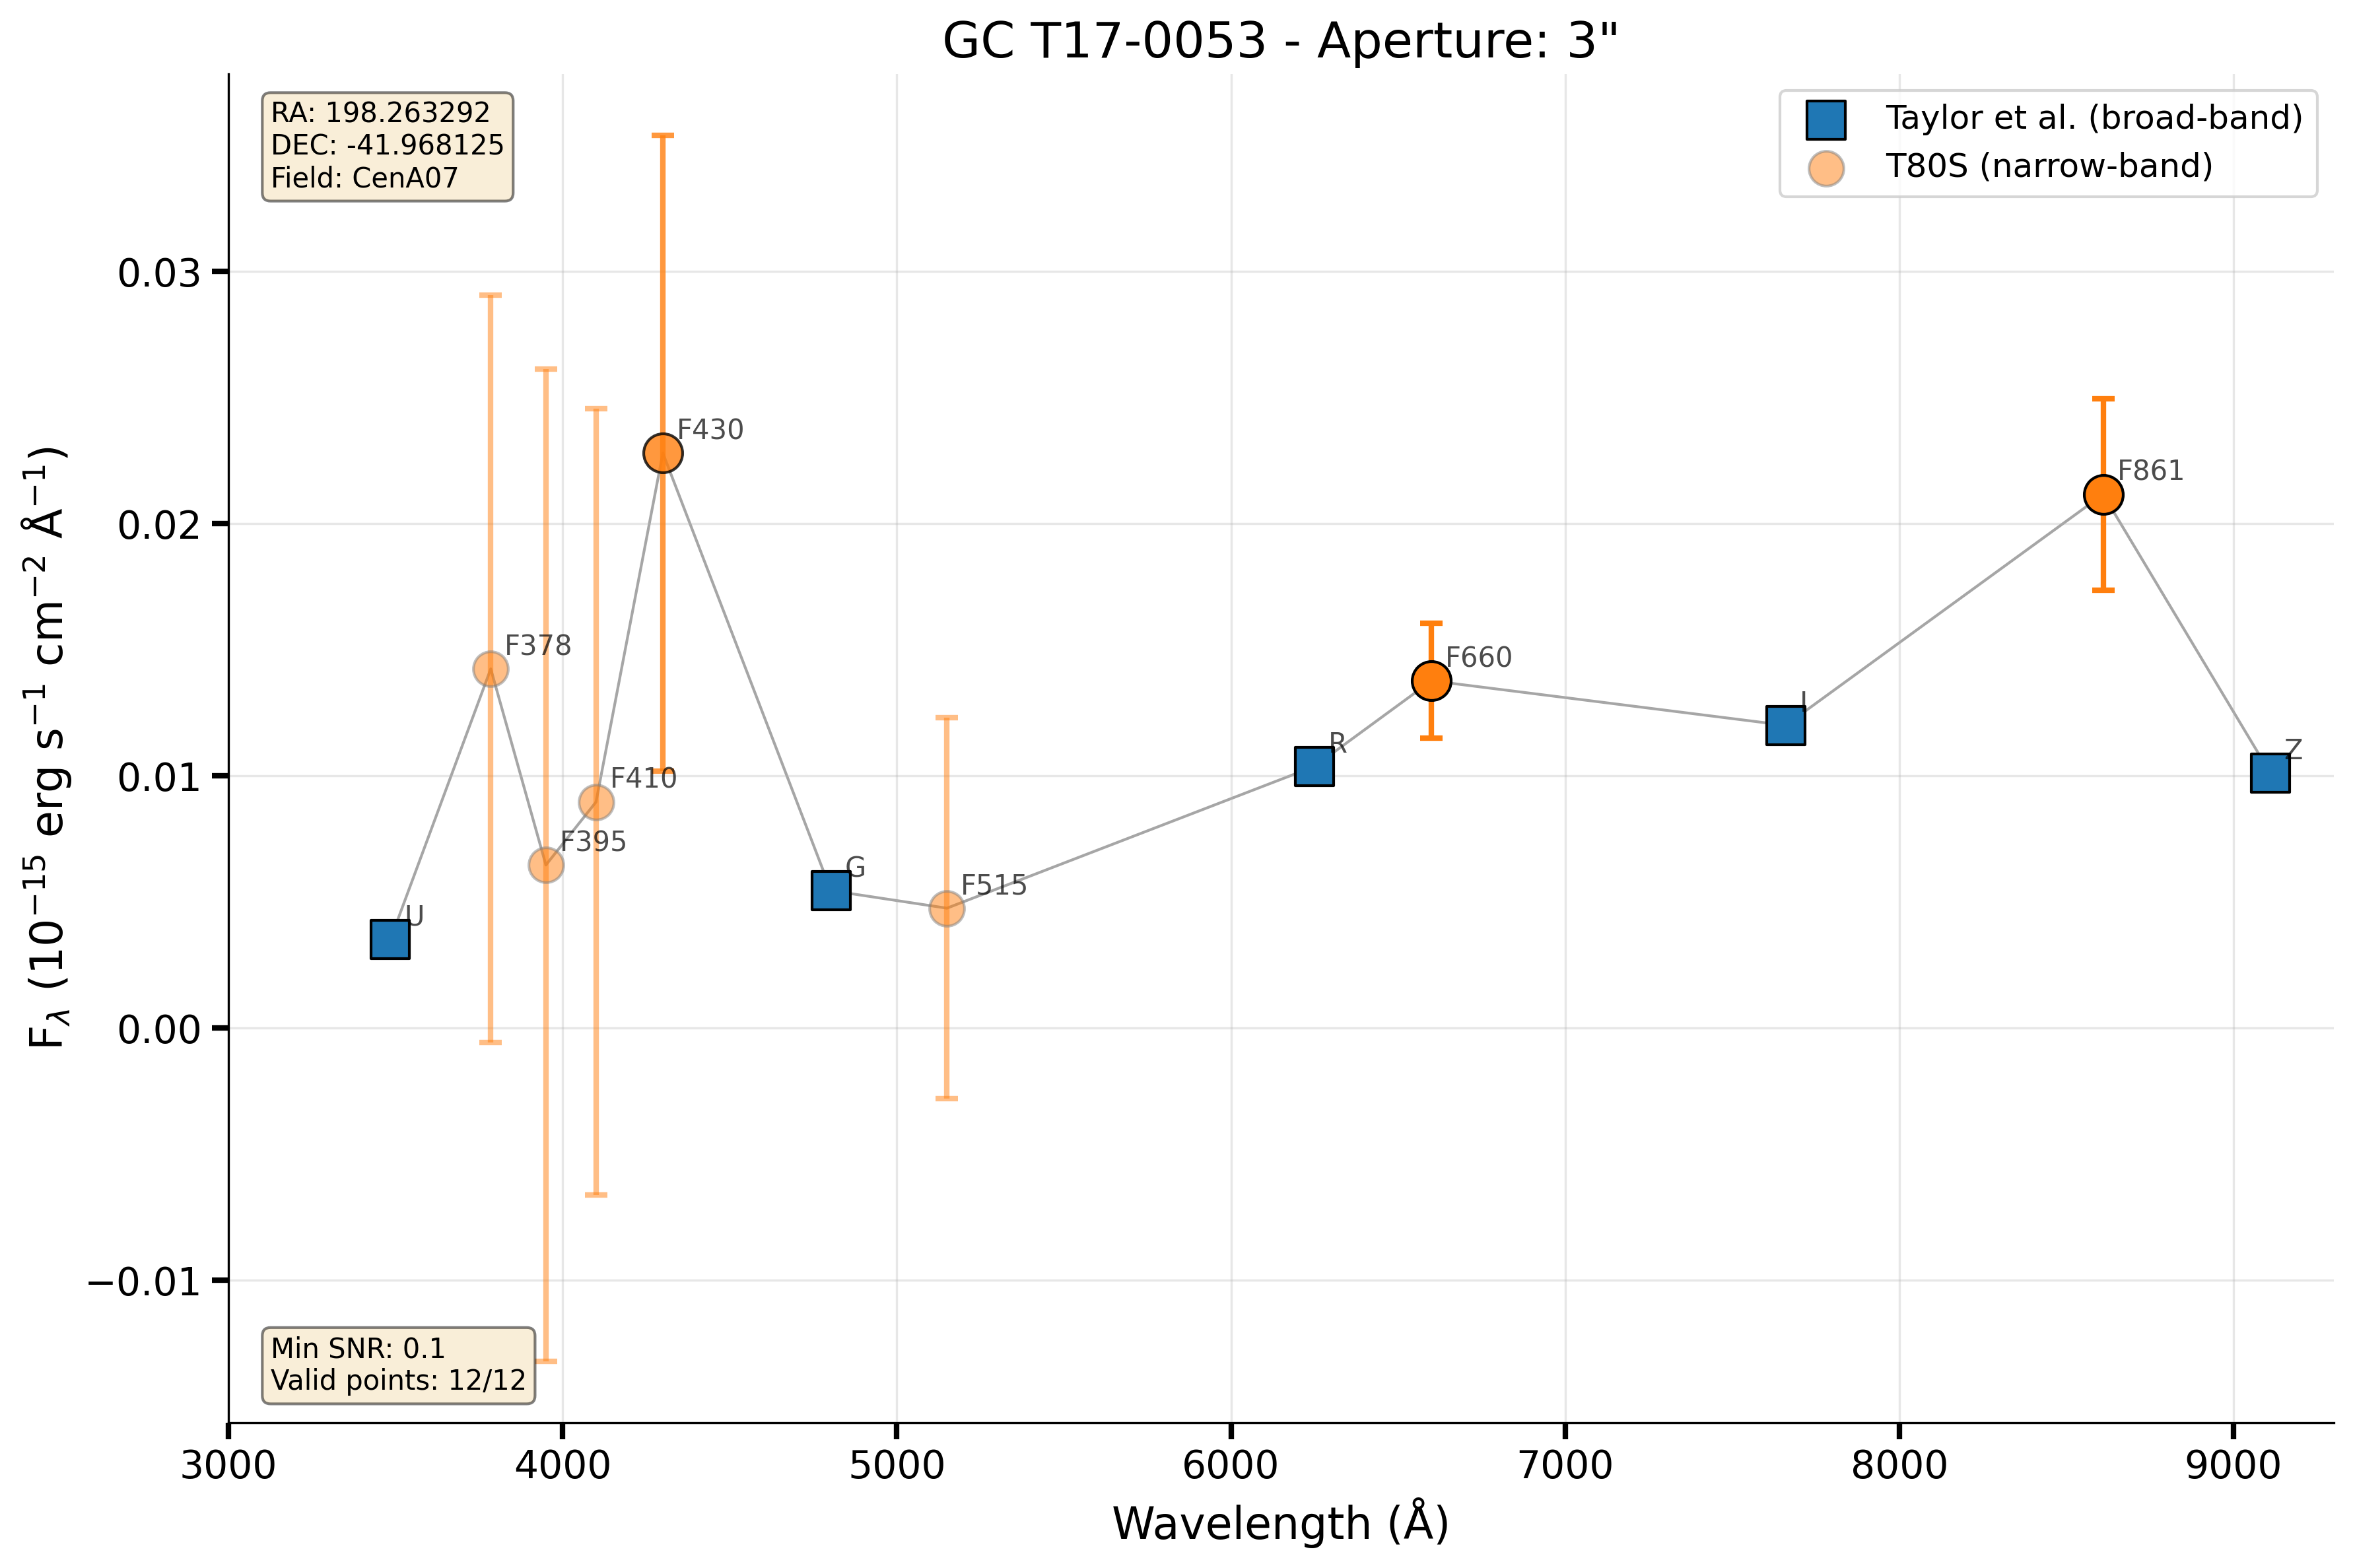 GC T17-0053 - Aperture: 3"
RA: 198.263292
DEC: -41.968125
Field: CenA07
Taylor et al. (broad-band)
T80S (narrow-band)
0.03
0.02
0.01
0.00
−0.01
F430
F861
F378
F660
I
R
F410
Z
F395
G
F515
U
Fλ (10⁻¹⁵ erg s⁻¹ cm⁻² Å⁻¹)
Min SNR: 0.1
Valid points: 12/12
3000 4000 5000 6000 7000 8000 9000
Wavelength (Å)